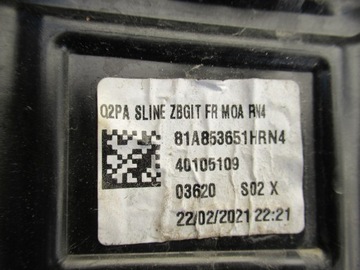 Q2PA SLINE ZBGIT FR MOA RN4
81A853651HRN4
40105109
03620 S02 X
22/02/2021 22:21